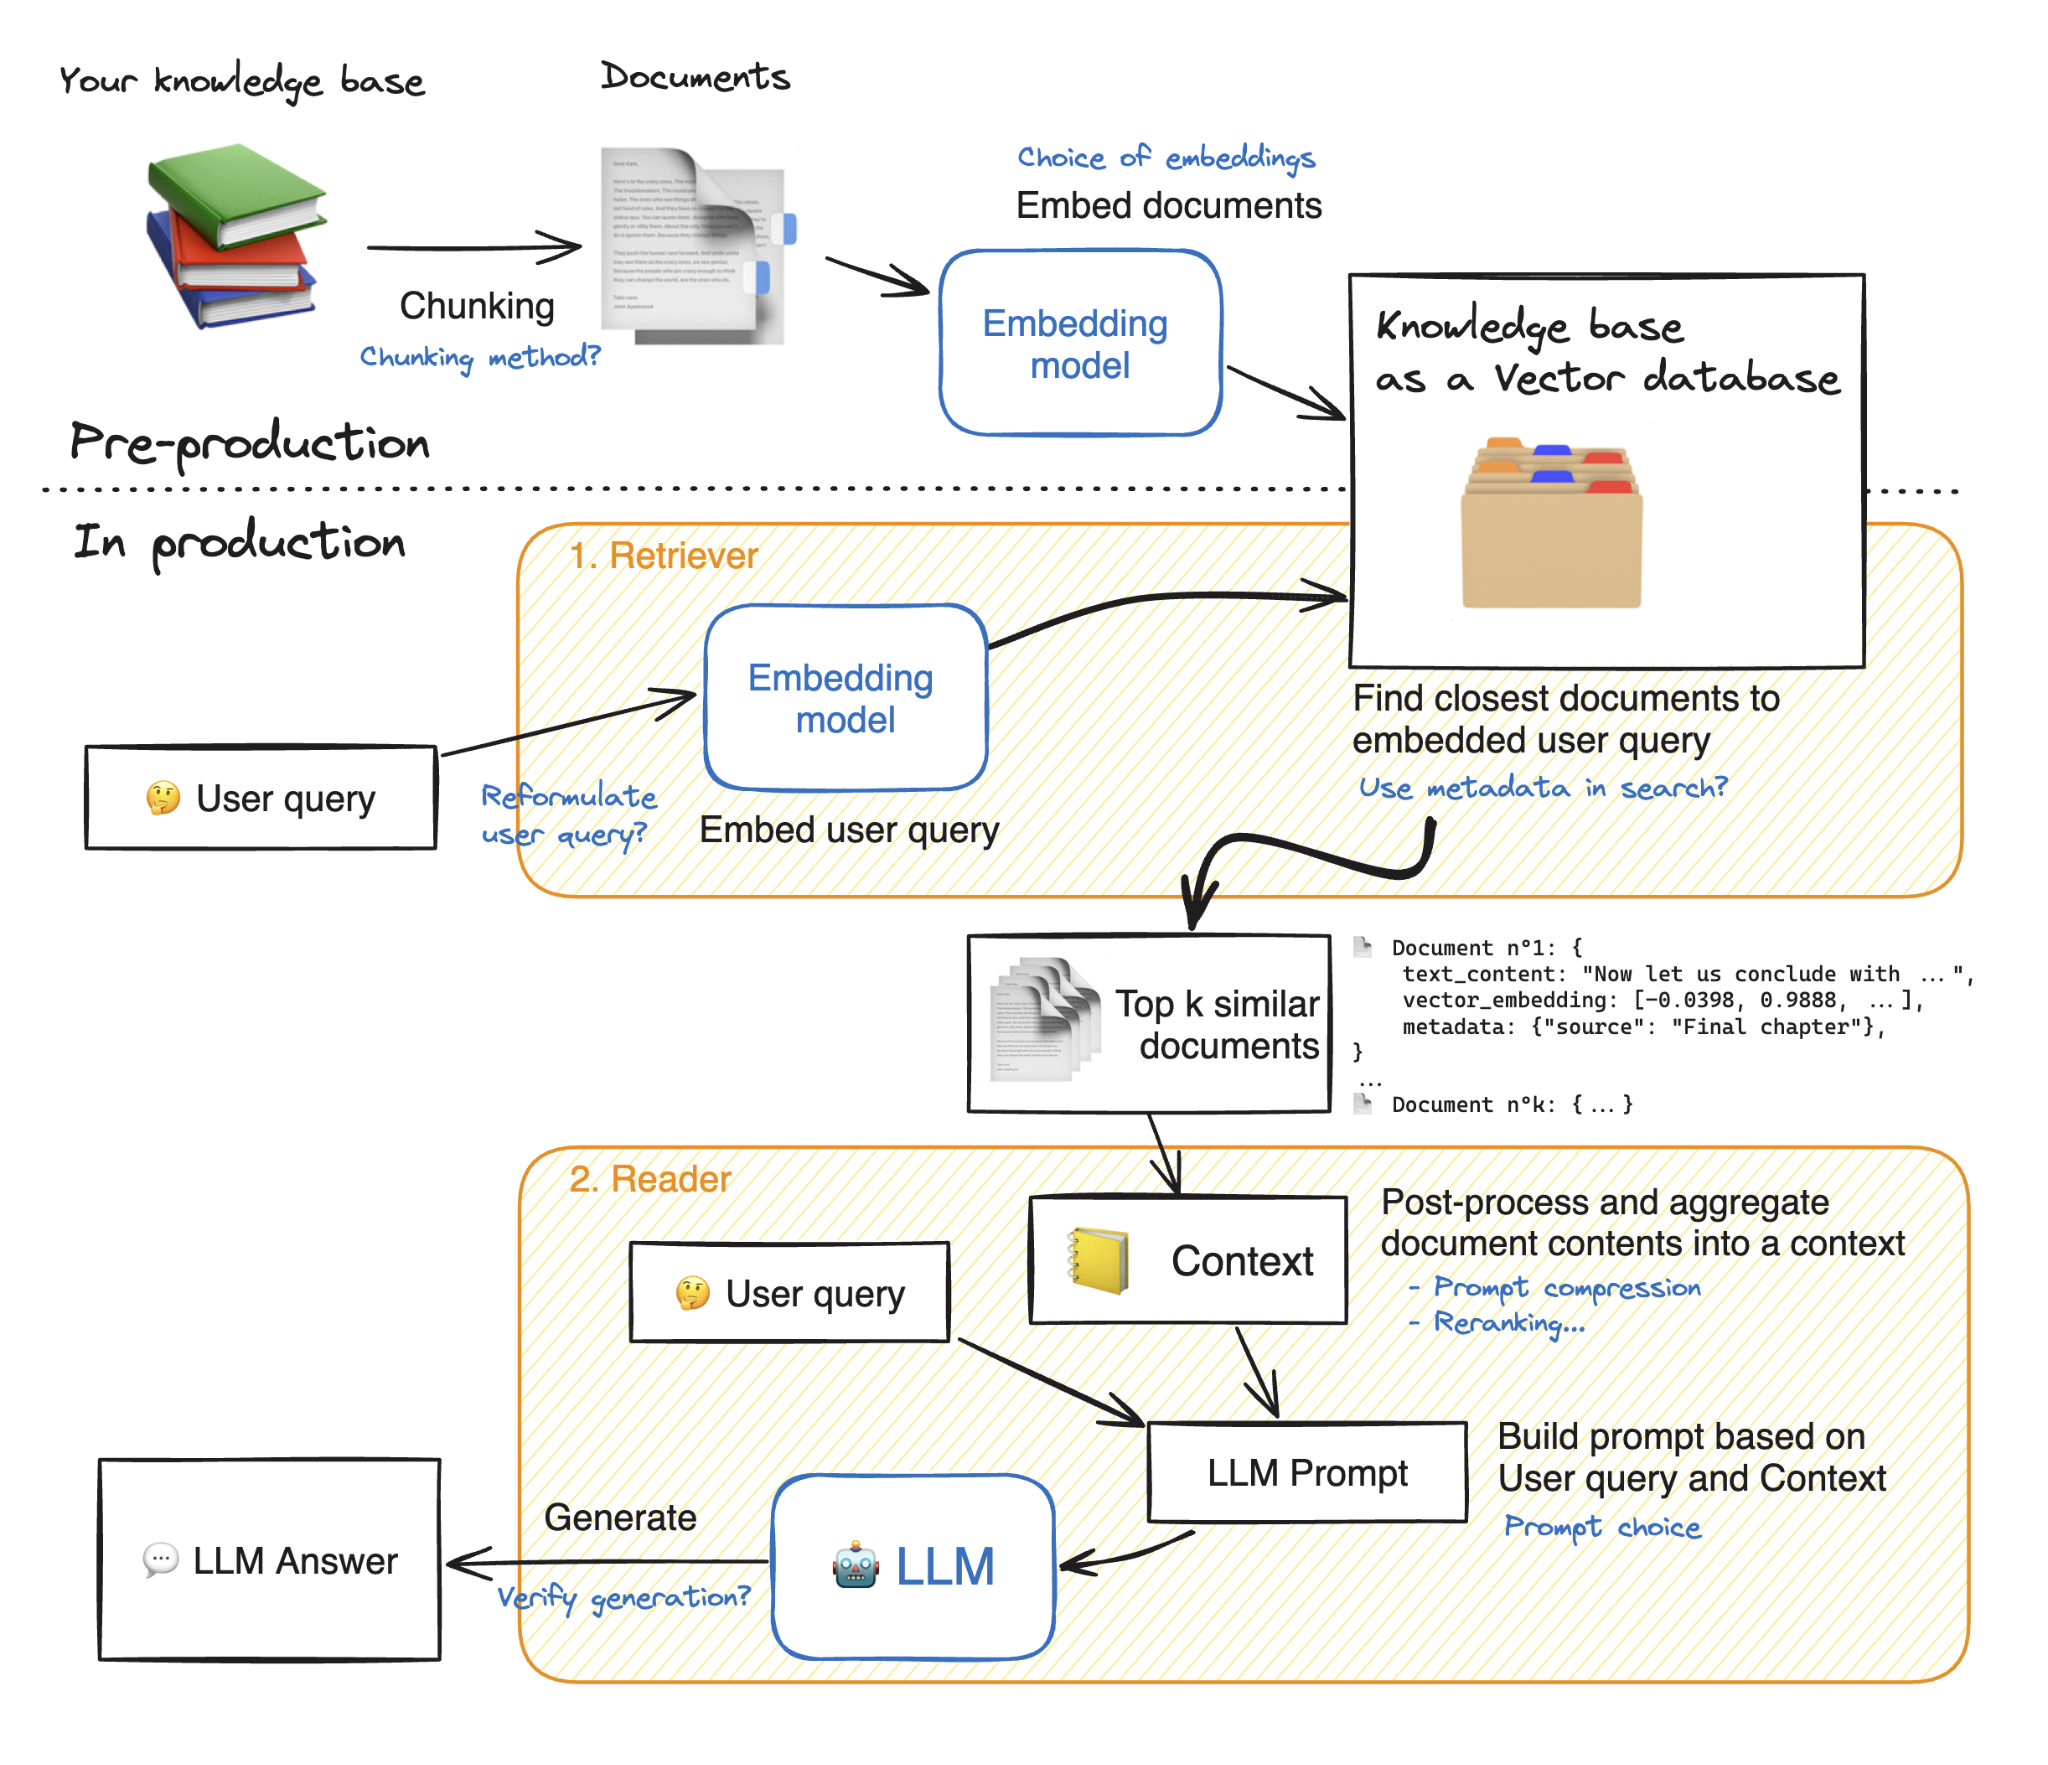 Your knowledge base
Documents
Choice of embeddings
Embed documents
Chunking
Chunking method?
Embedding
model
Knowledge base
as a Vector database
Pre-production
In production
1. Retriever
Embedding
model
🤔 User query
Reformulate
user query?
Embed user query
Find closest documents to
embedded user query
Use metadata in search?
Top k similar
documents
Document n°1: {
text_content: "Now let us conclude with ...",
vector_embedding: [-0.0398, 0.9888, ...],
metadata: {"source": "Final chapter"},
}
...
Document n°k: {...}
2. Reader
Context
Post-process and aggregate
document contents into a context
- Prompt compression
- Reranking...
🤔 User query
LLM Prompt
Build prompt based on
User query and Context
Prompt choice
🤖 LLM
Generate
Verify generation?
💬 LLM Answer